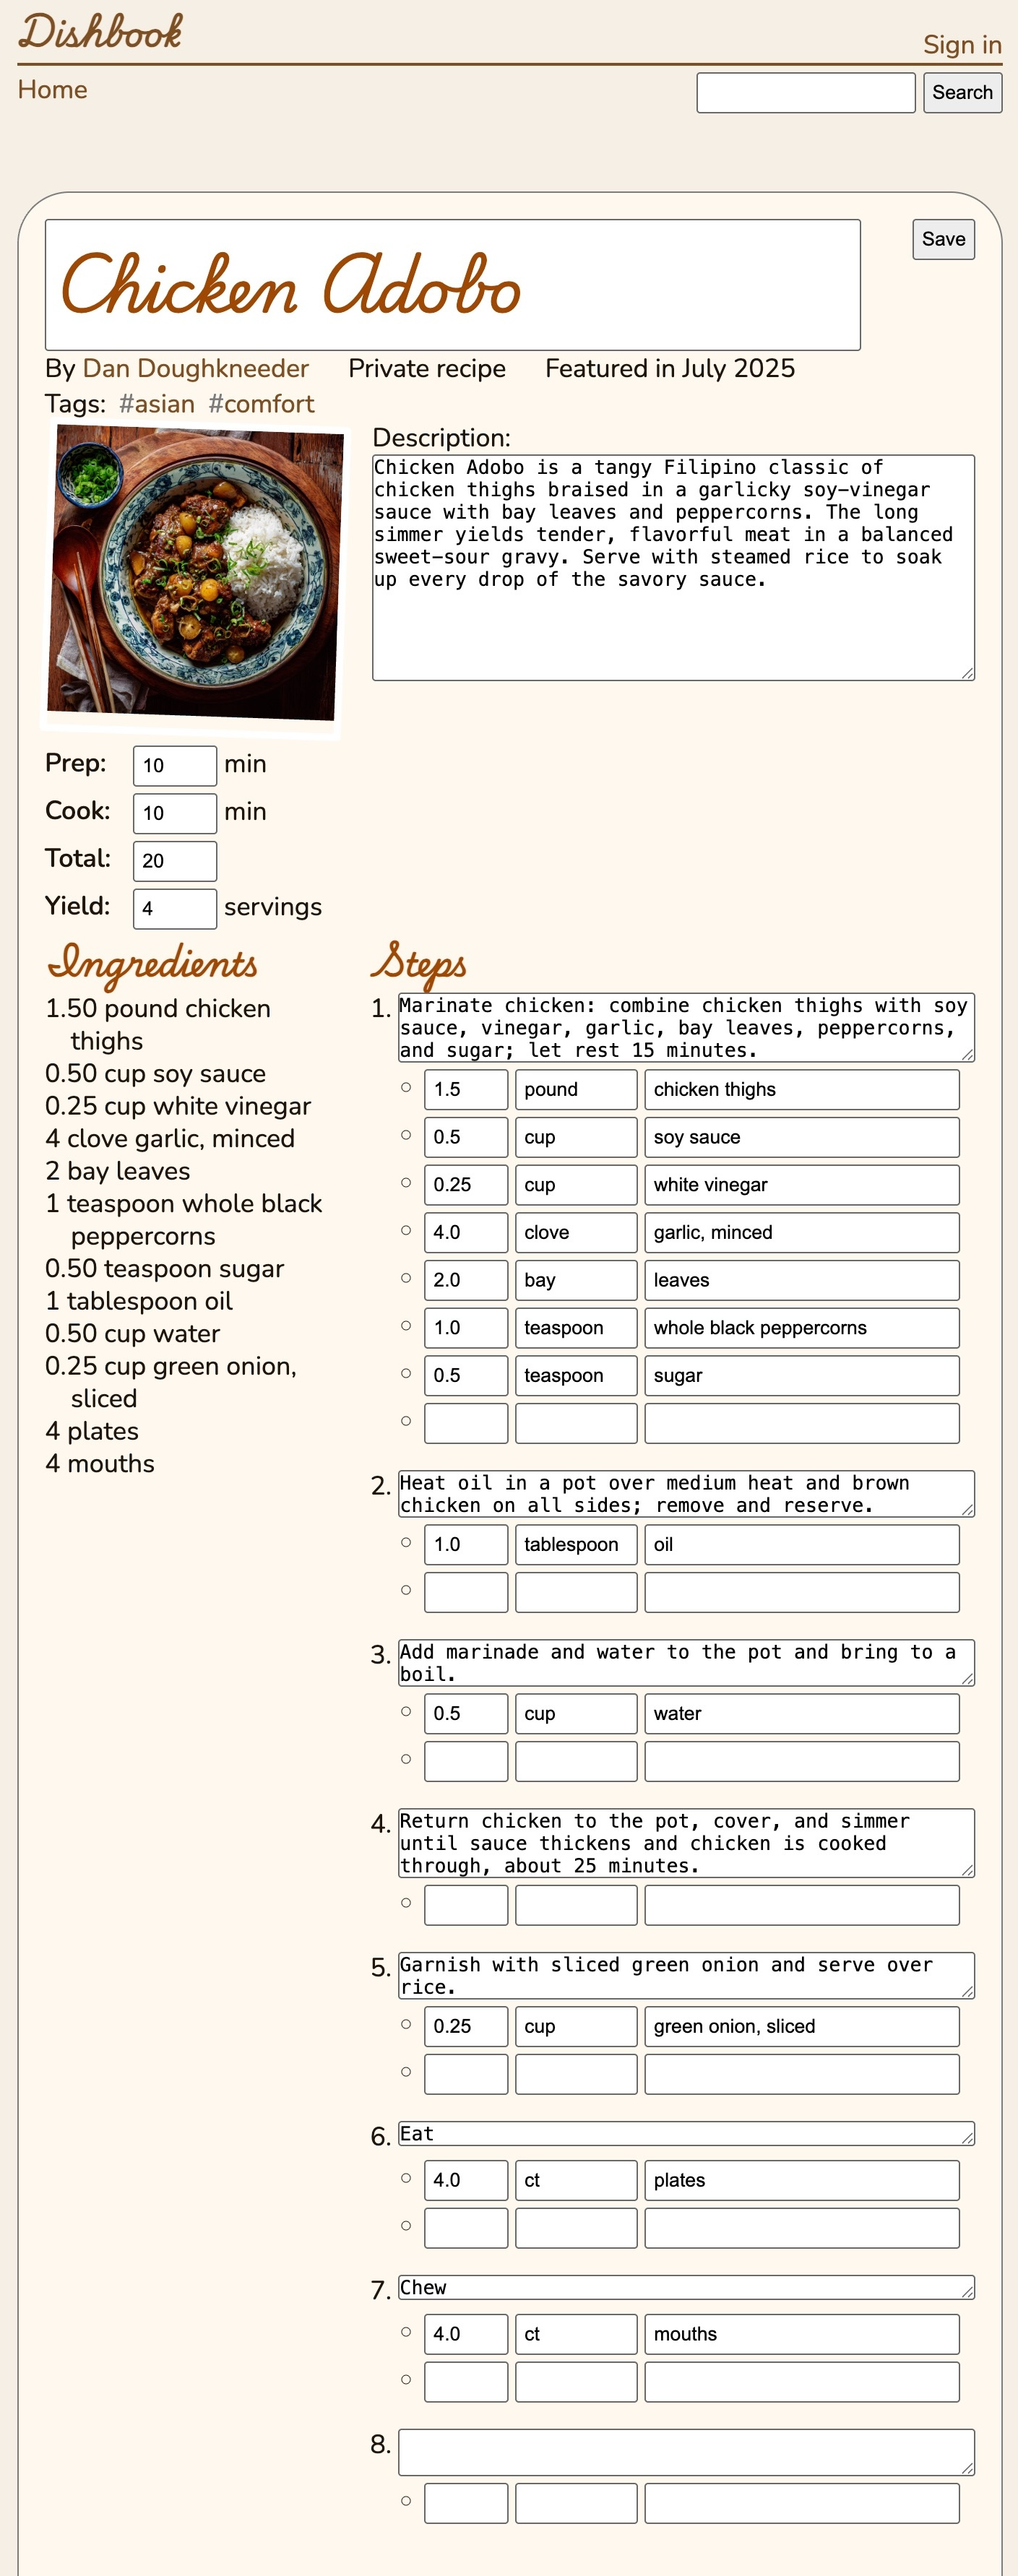 Dishbook
Sign in
Home
Search
Chicken Adobo
Save
By Dan Doughkneeder Private recipe Featured in July 2025
Tags: #asian #comfort
Description:
Chicken Adobo is a tangy Filipino classic of
chicken thighs braised in a garlicky soy-vinegar
sauce with bay leaves and peppercorns. The long
simmer yields tender, flavorful meat in a balanced
sweet-sour gravy. Serve with steamed rice to soak
up every drop of the savory sauce.
Prep: 10 min
Cook: 10 min
Total: 20
Yield: 4 servings
Ingredients
1.50 pound chicken
thighs
0.50 cup soy sauce
0.25 cup white vinegar
4 clove garlic, minced
2 bay leaves
1 teaspoon whole black
peppercorns
0.50 teaspoon sugar
1 tablespoon oil
0.50 cup water
0.25 cup green onion,
sliced
4 plates
4 mouths
Steps
1. Marinate chicken: combine chicken thighs with soy
sauce, vinegar, garlic, bay leaves, peppercorns,
and sugar; let rest 15 minutes.
1.5 pound chicken thighs
0.5 cup soy sauce
0.25 cup white vinegar
4.0 clove garlic, minced
2.0 bay leaves
1.0 teaspoon whole black peppercorns
0.5 teaspoon sugar
2. Heat oil in a pot over medium heat and brown
chicken on all sides; remove and reserve.
1.0 tablespoon oil
3. Add marinade and water to the pot and bring to a
boil.
0.5 cup water
4. Return chicken to the pot, cover, and simmer
until sauce thickens and chicken is cooked
through, about 25 minutes.
5. Garnish with sliced green onion and serve over
rice.
0.25 cup green onion, sliced
6. Eat
4.0 ct plates
7. Chew
4.0 ct mouths
8.